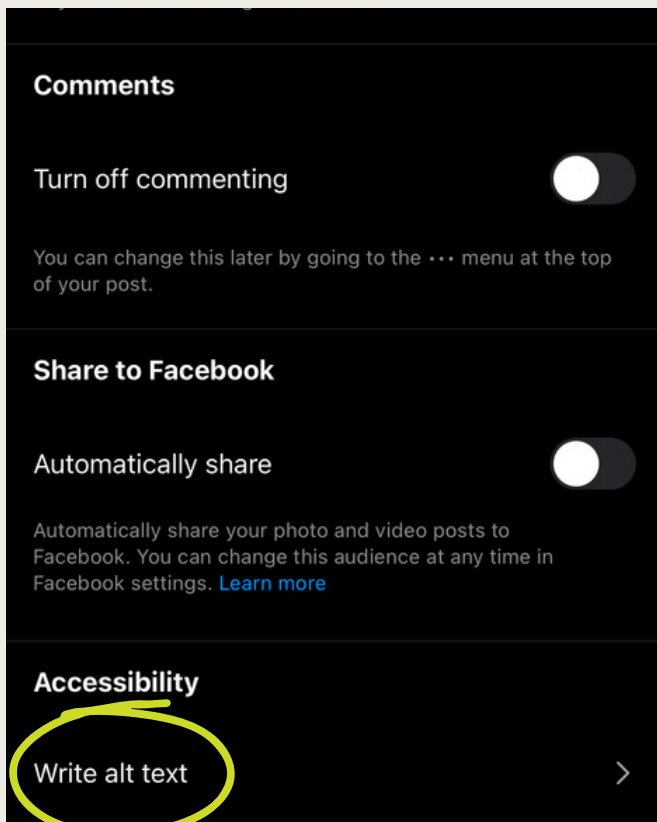 Comments
Turn off commenting
You can change this later by going to the ••• menu at the top
of your post.
Share to Facebook
Automatically share
Automatically share your photo and video posts to
Facebook. You can change this audience at any time in
Facebook settings. Learn more
Accessibility
Write alt text